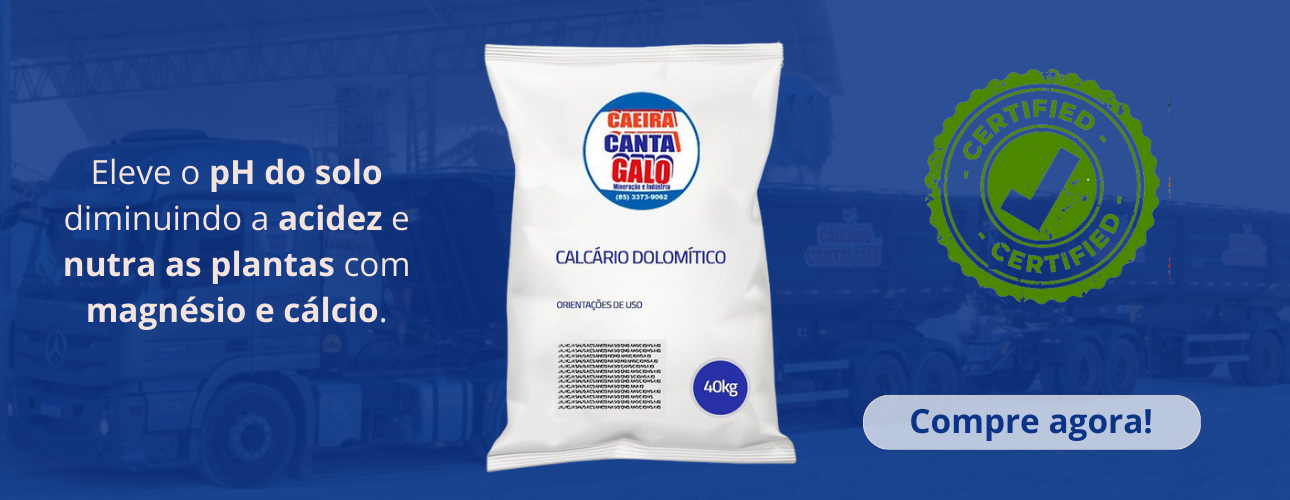 Eleve o pH do solo
diminuindo a acidez e
nutra as plantas com
magnésio e cálcio.
CAEIRA
CANTA
GALO
Mineração e Indústria
(85) 3373-9062
CALCÁRIO DOLOMÍTICO
ORIENTAÇÕES DE USO
40kg
- CERTIFIED -
- CERTIFIED -
Compre agora!